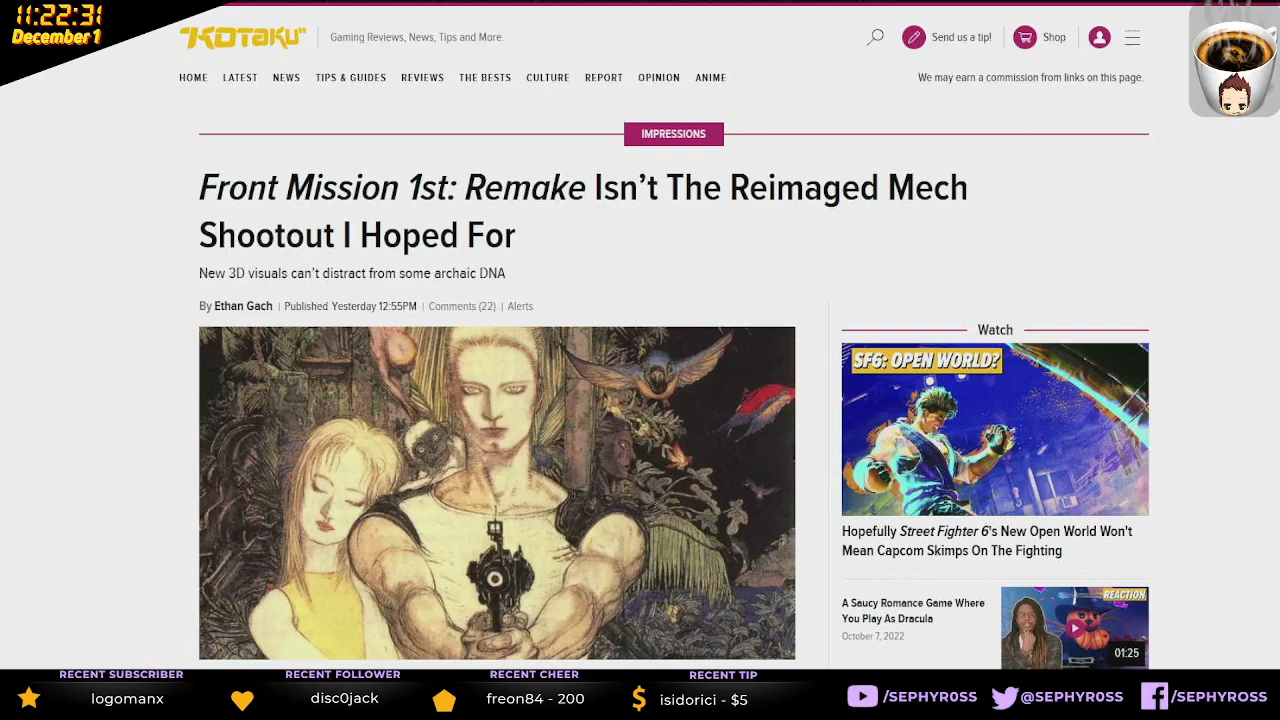 11:22:31
December 1
KOTAKU
Gaming Reviews, News, Tips and More.
Send us a tip!
Shop
HOME LATEST NEWS TIPS & GUIDES REVIEWS THE BESTS CULTURE REPORT OPINION ANIME
We may earn a commission from links on this page.
IMPRESSIONS
Front Mission 1st: Remake Isn't The Reimaged Mech
Shootout I Hoped For
New 3D visuals can't distract from some archaic DNA
By Ethan Gach | Published Yesterday 12:55PM | Comments (22) | Alerts
Watch
SF6: OPEN WORLD?
Hopefully Street Fighter 6's New Open World Won't
Mean Capcom Skimps On The Fighting
A Saucy Romance Game Where
You Play As Dracula
October 7, 2022
REACTION
01:25
RECENT SUBSCRIBER
logomanx
RECENT FOLLOWER
disc0jack
RECENT CHEER
freon84 - 200
RECENT TIP
isidorici - $5
/SEPHYR0SS
@SEPHYR0SS
/SEPHYROSS